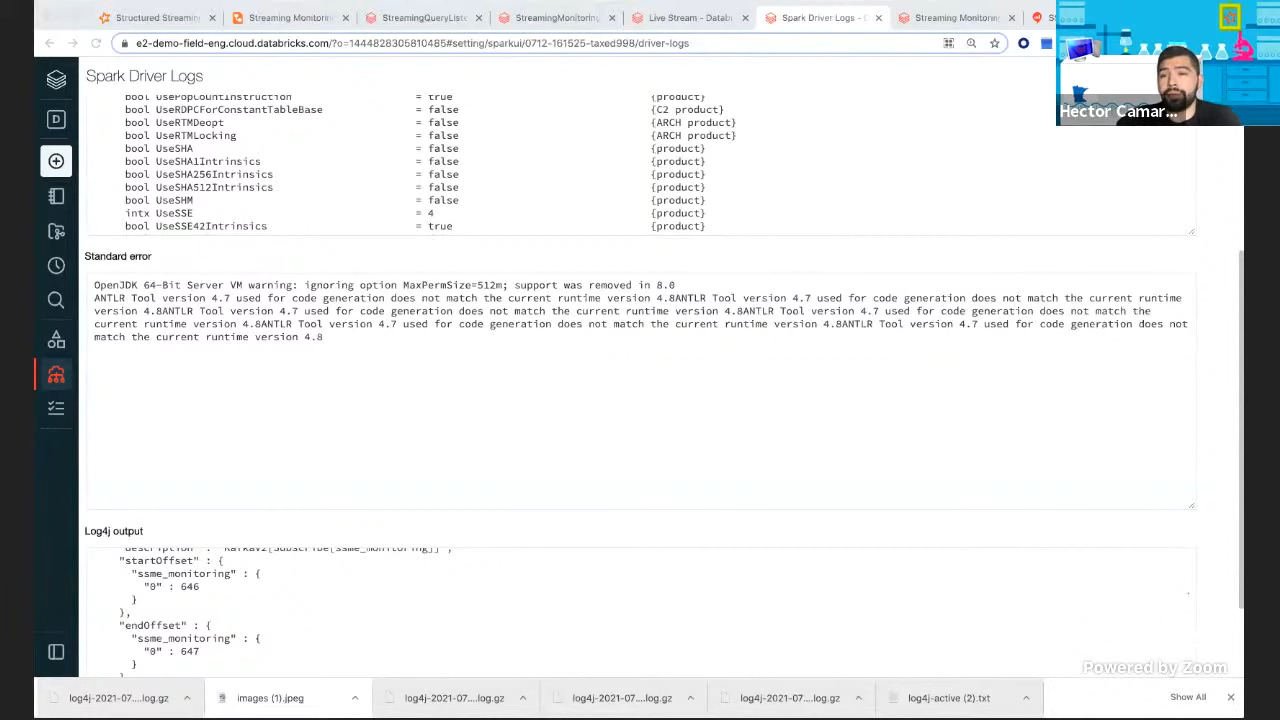 Structured Streaming
Streaming Monitori
StreamingQueryListe
StreamingMonitoring
Live Stream - Datab
Spark Driver Logs - C
Streaming Monitoring
e2-demo-field-eng.cloud.databricks.com/?o=1444828305810485#setting/sparkui/0712-161525-taxed998/driver-logs
Hector Camar...
D
Spark Driver Logs
bool UsePopCountInstruction = true {product}
bool UseRDPCForConstantTableBase = false {C2 product}
bool UseRTMDeopt = false {ARCH product}
bool UseRTMLocking = false {ARCH product}
bool UseSHA = false {product}
bool UseSHA1Intrinsics = false {product}
bool UseSHA256Intrinsics = false {product}
bool UseSHA512Intrinsics = false {product}
bool UseSHM = false {product}
intx UseSSE = 4 {product}
bool UseSSE42Intrinsics = true {product}
Standard error
OpenJDK 64-Bit Server VM warning: ignoring option MaxPermSize=512m; support was removed in 8.0
ANTLR Tool version 4.7 used for code generation does not match the current runtime version 4.8ANTLR Tool version 4.7 used for code generation does not match the current runtime
version 4.8ANTLR Tool version 4.7 used for code generation does not match the current runtime version 4.8ANTLR Tool version 4.7 used for code generation does not match the
current runtime version 4.8ANTLR Tool version 4.7 used for code generation does not match the current runtime version 4.8ANTLR Tool version 4.7 used for code generation does not
match the current runtime version 4.8
Log4j output
"description" : "KafkaV2[Subscribe[ssme_monitoring]]",
"startOffset" : {
"ssme_monitoring" : {
"0" : 646
}
},
"endOffset" : {
"ssme_monitoring" : {
"0" : 647
}
Powered by Zoom
log4j-2021-07....log.gz
images (1).jpeg
log4j-2021-07....log.gz
log4j-2021-07....log.gz
log4j-2021-07....log.gz
log4j-active (2).txt
Show All